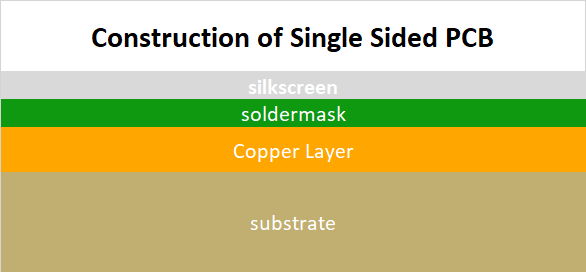 Construction of Single Sided PCB
silkscreen
soldermask
Copper Layer
substrate